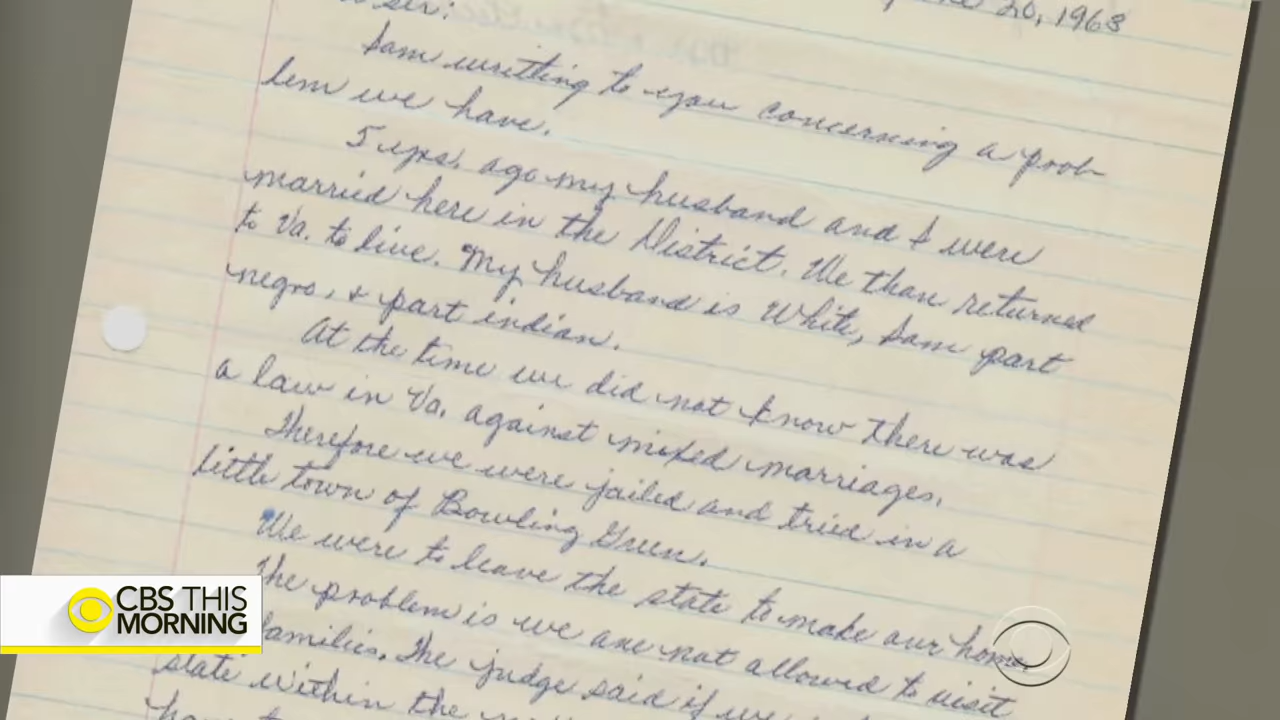 sir:
June 20, 1963
I am writting to you concerning a prob-
lem we have.
5 yrs. ago my husband and I were
married here in the District. We than returned
to Va. to live. My husband is White, I am part
negro, & part indian.
At the time we did not know there was
a law in Va. against mixed marriages.
Therefore we were jailed and tried in a
little town of Bowling Green.
We were to leave the state to make our home.
The problem is we are not allowed to visit
families. The judge said if we
state within the
have
CBS THIS
MORNING